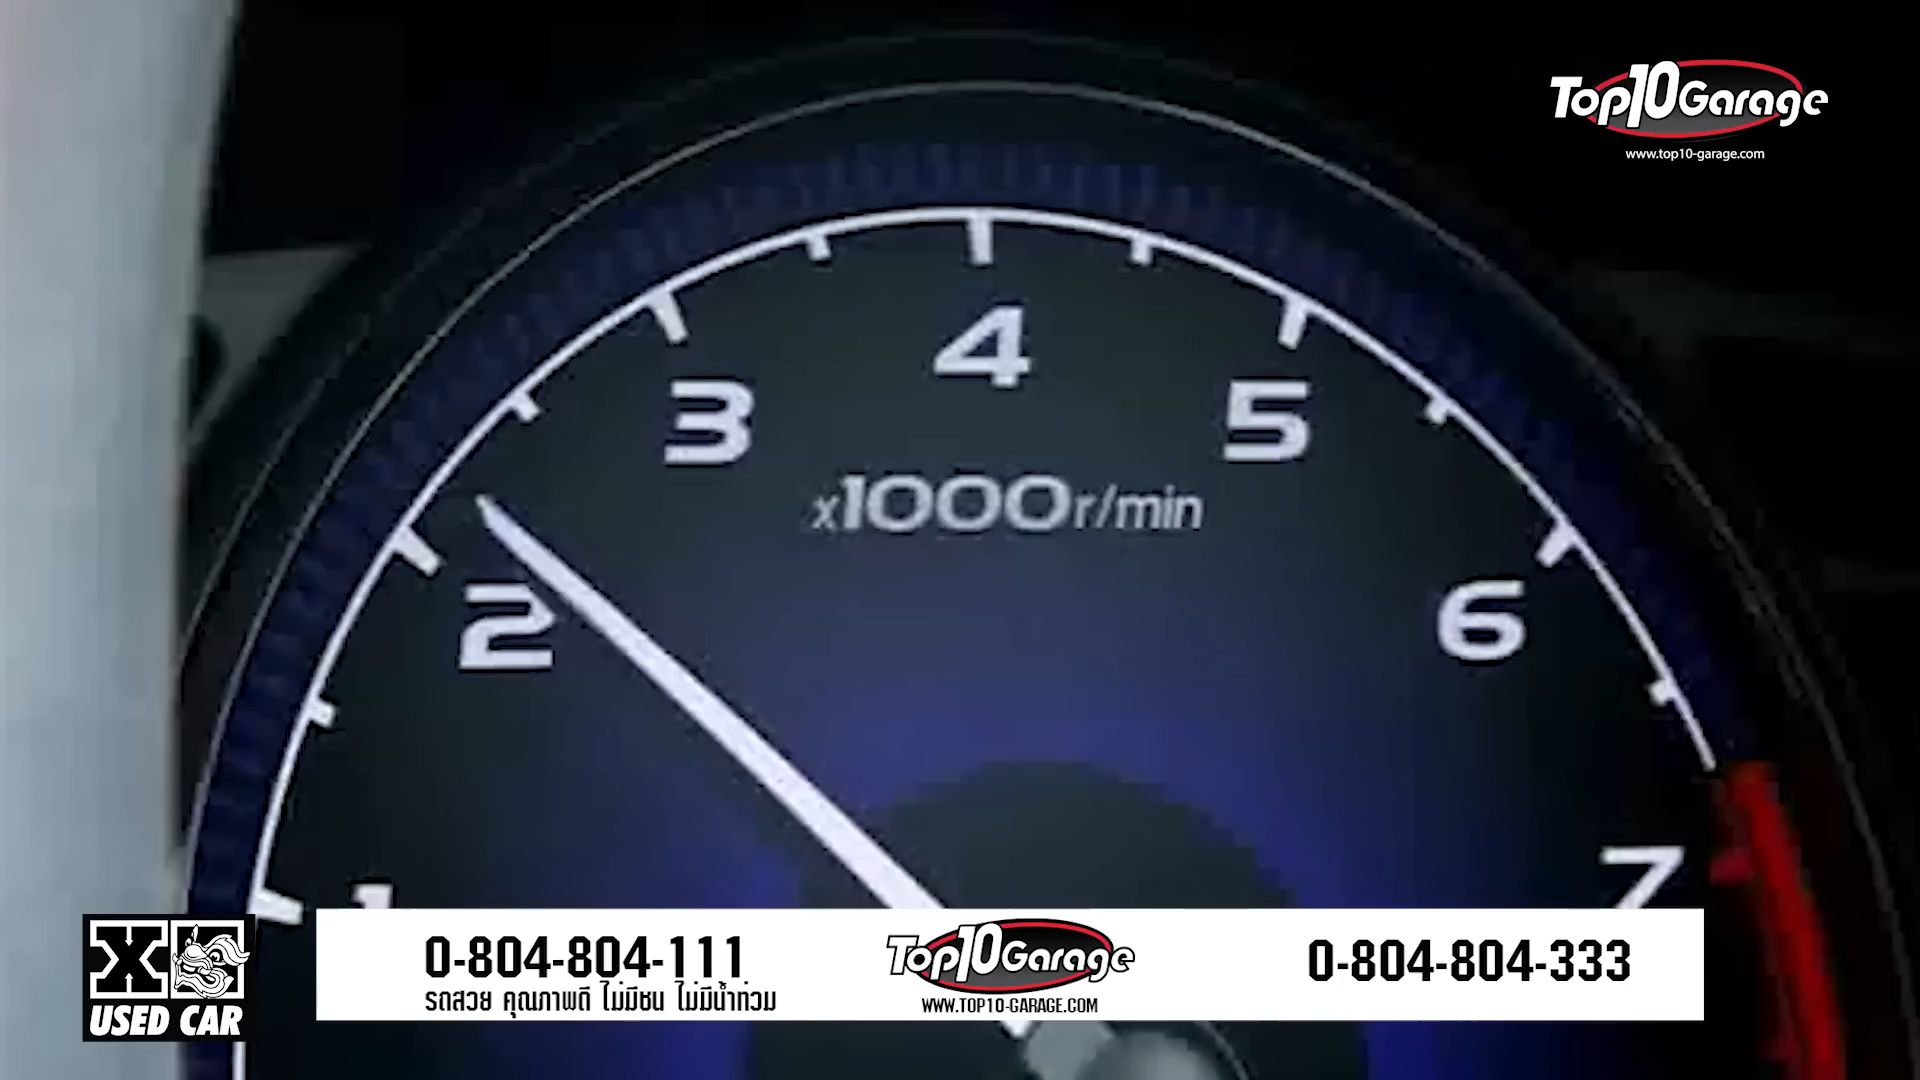 Top10Garage
www.top10-garage.com
4
3
5
x1000r/min
2
6
7
1
X
USED CAR
0-804-804-111
รถสวย คุณภาพดี ไม่มีชน ไม่มีน้ำท่วม
Top10Garage
WWW.TOP10-GARAGE.COM
0-804-804-333